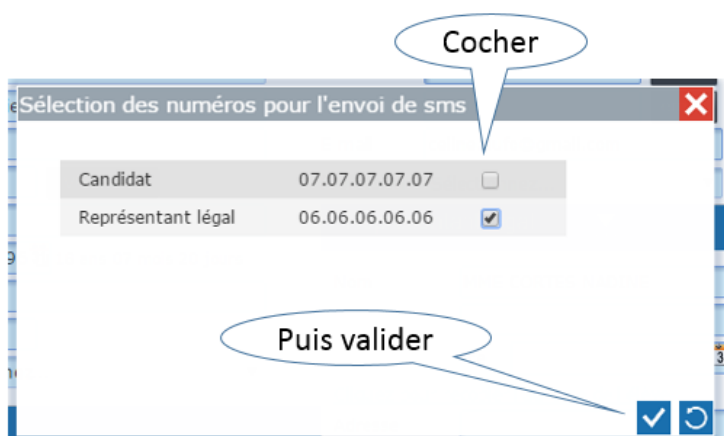 Cocher
Sélection des numéros pour l'envoi de sms
Candidat 07.07.07.07.07
Représentant légal 06.06.06.06.06
Puis valider